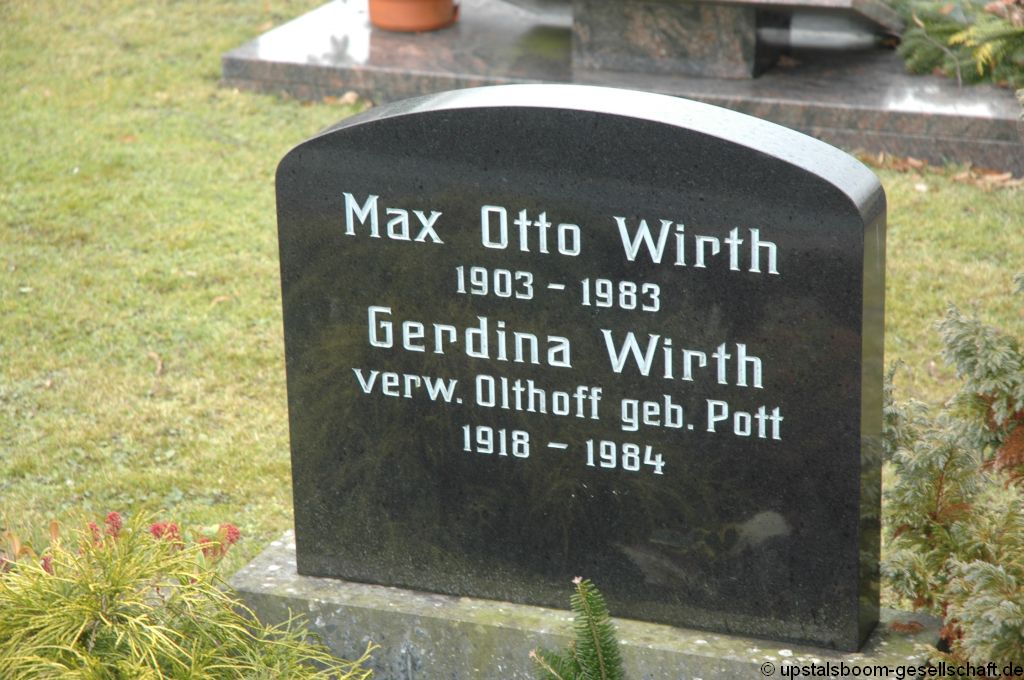 Max Otto Wirth
1903 - 1983
Gerdina Wirth
verw. Olthoff geb. Pott
1918 - 1984
© upstalsboom-gesellschaft.de